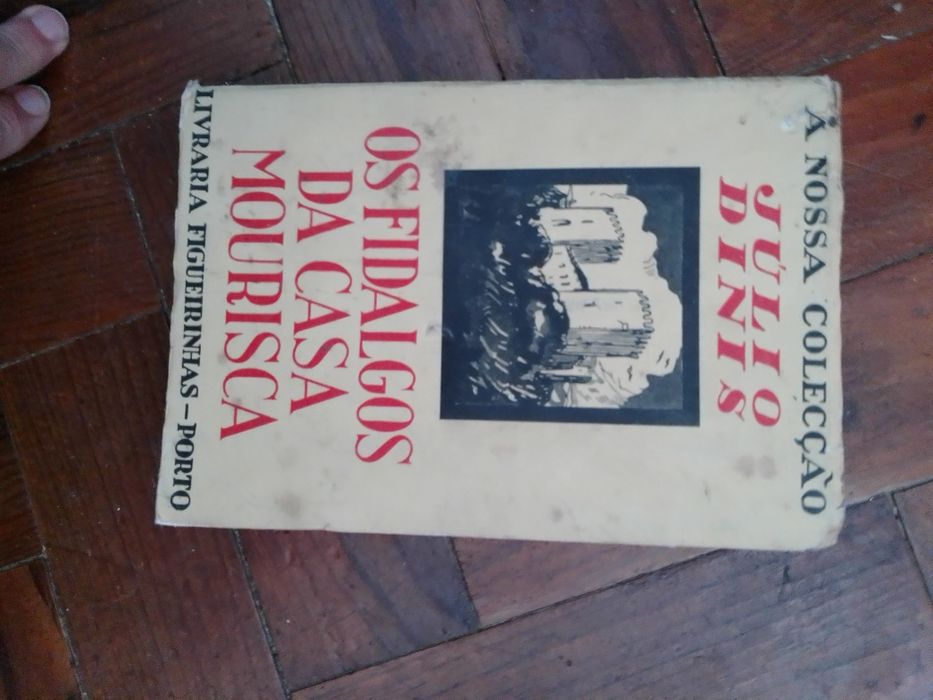 A NOSSA COLECÇÃO
JÚLIO
DINIS
OS FIDALGOS
DA CASA
MOURISCA
LIVRARIA FIGUEIRINHAS - PORTO